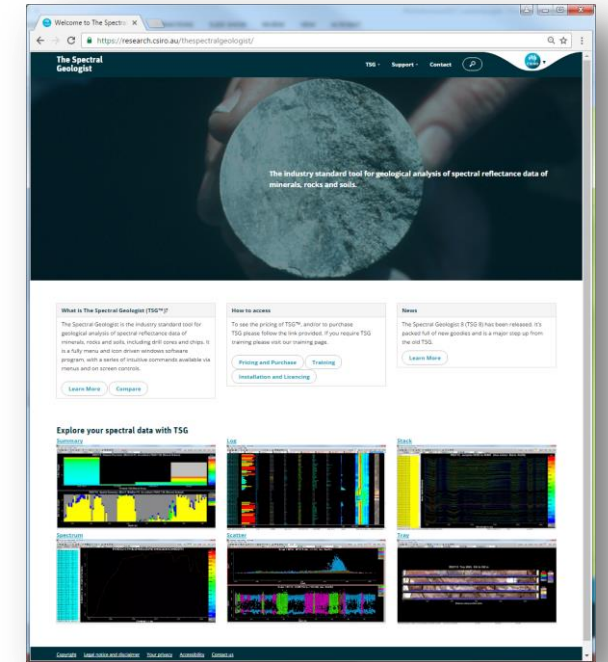 Welcome to The Spectr
https://research.csiro.au/thespectralgeologist/
The Spectral
Geologist
TSG
Support
Contact
CSIRO
The industry standard tool for geological analysis of spectral reflectance data of
minerals, rocks and soils.
What is The Spectral Geologist (TSG™)?
The Spectral Geologist is the industry standard tool for
geological analysis of spectral reflectance data of
minerals, rocks and soils, including drill cores and chips. It
is a fully menu and icon driven windows software
program, with a series of intuitive commands available via
menus and on screen controls.
Learn More
Compare
How to access
To see the pricing of TSG™, and/or to purchase
TSG please follow the link provided. If you require TSG
training please visit our training page.
Pricing and Purchase
Training
Installation and Licencing
News
The Spectral Geologist 8 (TSG 8) has been released. It's
packed full of new goodies and is a major step up from
the old TSG.
Learn More
Explore your spectral data with TSG
Summary
Log
Stack
Spectrum
Scatter
Tray
Copyright
Legal notice and disclaimer
Your privacy
Accessibility
Contact us